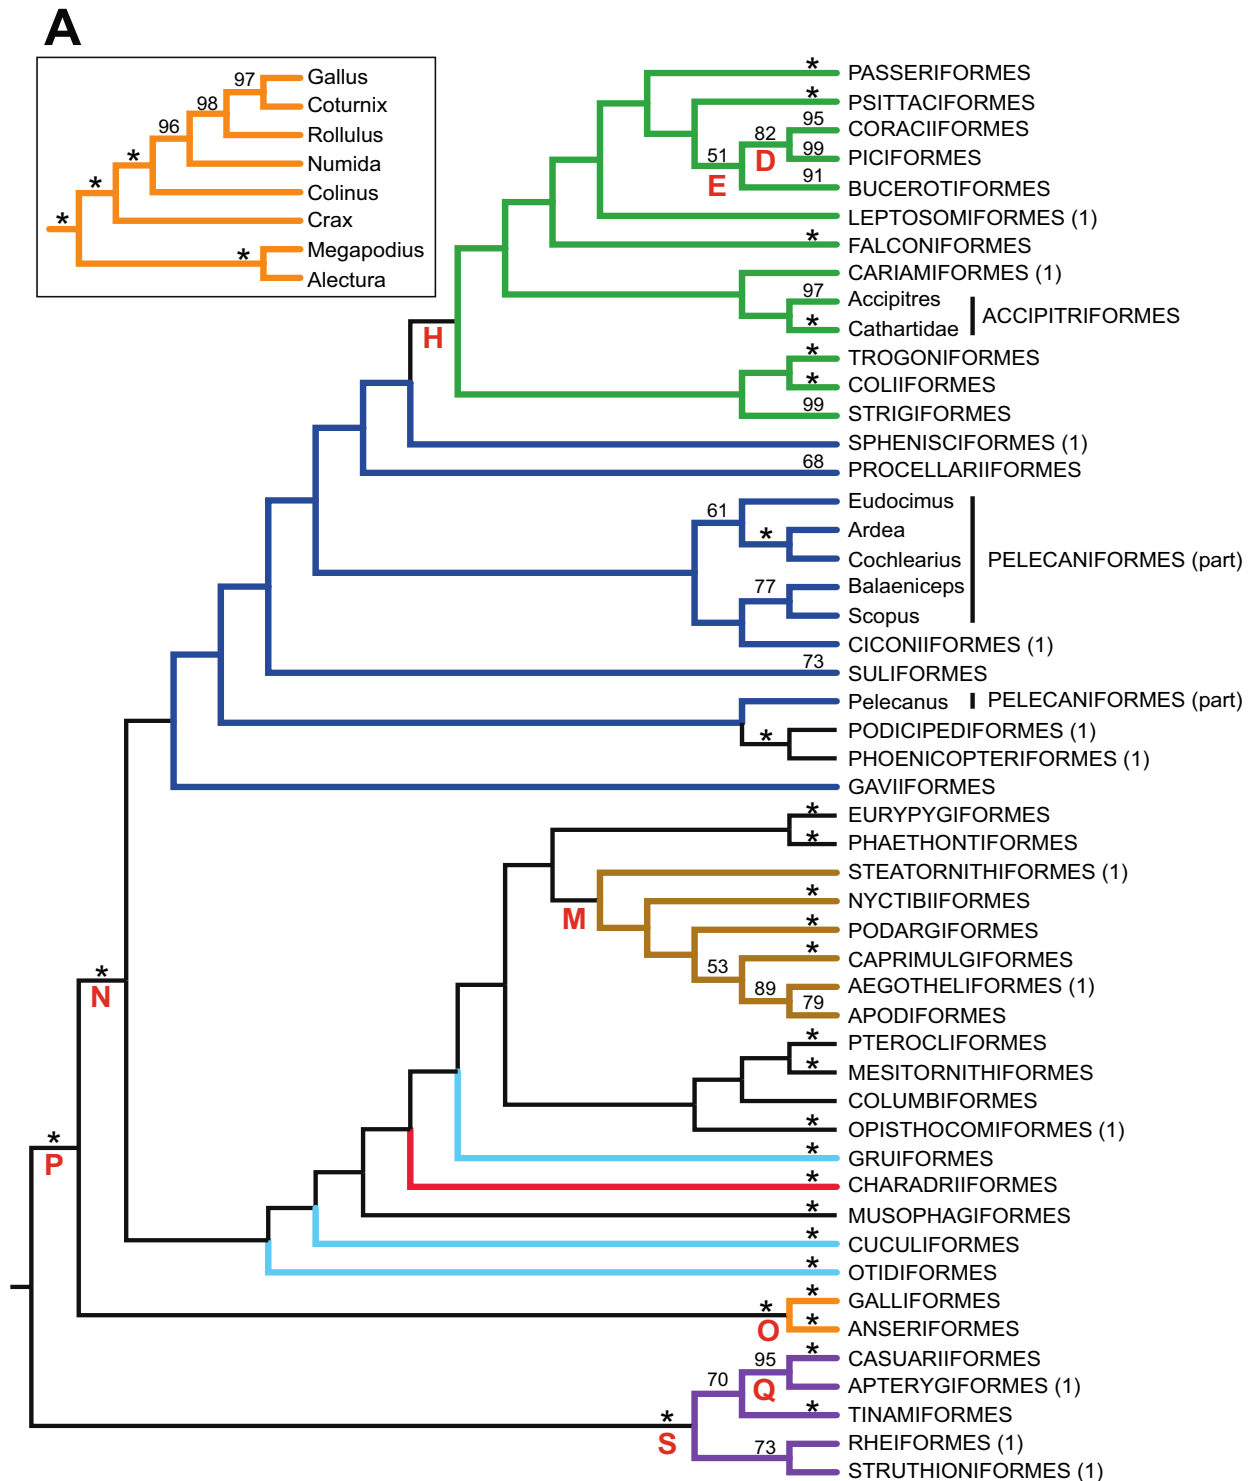 A
97
Gallus
Coturnix
98
Rollulus
96
Numida
*
Colinus
*
Crax
*
Megapodius
*
Alectura
* PASSERIFORMES
* PSITTACIFORMES
95 CORACIIFORMES
82
D
99 PICIFORMES
51
E
91 BUCEROTIFORMES
LEPTOSOMIFORMES (1)
* FALCONIFORMES
CARIAMIFORMES (1)
97 Accipitres
ACCIPITRIFORMES
* Cathartidae
H
* TROGONIFORMES
* COLIIFORMES
99 STRIGIFORMES
SPHENISCIFORMES (1)
68 PROCELLARIIFORMES
Eudocimus
61
Ardea
*
Cochlearius
PELECANIFORMES (part)
Balaeniceps
77
Scopus
CICONIIFORMES (1)
73 SULIFORMES
Pelecanus
PELECANIFORMES (part)
PODICIPEDIFORMES (1)
*
PHOENICOPTERIFORMES (1)
GAVIIFORMES
* EURYPYGIFORMES
* PHAETHONTIFORMES
STEATORNITHIFORMES (1)
* NYCTIBIIFORMES
M
* PODARGIFORMES
* CAPRIMULGIFORMES
53
AEGOTHELIFORMES (1)
89
79 APODIFORMES
*
N
* PTEROCLIFORMES
* MESITORNITHIFORMES
COLUMBIFORMES
* OPISTHOCOMIFORMES (1)
* GRUIFORMES
*
P
* CHARADRIIFORMES
* MUSOPHAGIFORMES
* CUCULIFORMES
* OTIDIFORMES
* GALLIFORMES
*
O
* ANSERIFORMES
* CASUARIIFORMES
95
Q
APTERYGIFORMES (1)
70
* TINAMIFORMES
*
S
RHEIFORMES (1)
73
STRUTHIONIFORMES (1)